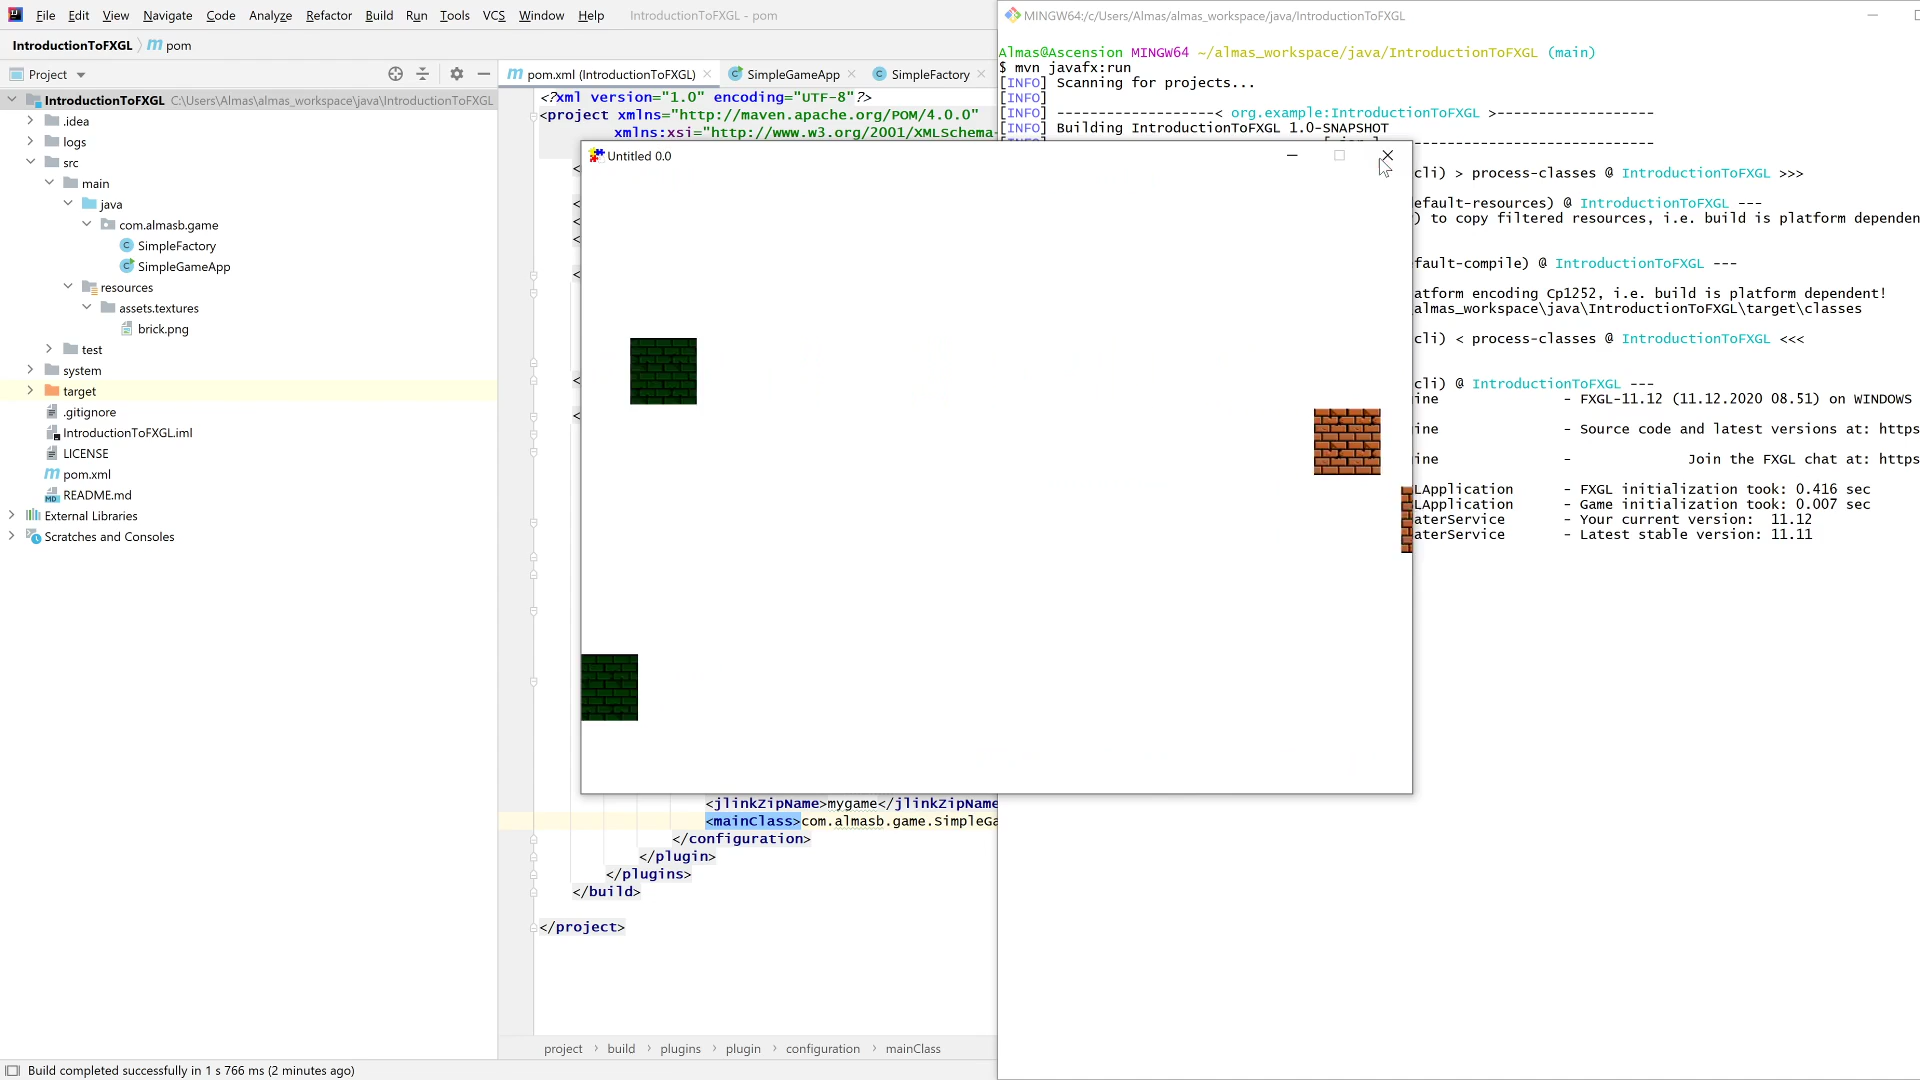 File Edit View Navigate Code Analyze Refactor Build Run Tools VCS Window Help IntroductionToFXGL - pom
IntroductionToFXGL pom
Project
IntroductionToFXGL C:\Users\Almas\almas_workspace\java\IntroductionToFXGL
.idea
logs
src
main
java
com.almasb.game
SimpleFactory
SimpleGameApp
resources
assets.textures
brick.png
test
system
target
.gitignore
IntroductionToFXGL.iml
LICENSE
pom.xml
README.md
External Libraries
Scratches and Consoles
pom.xml (IntroductionToFXGL) SimpleGameApp SimpleFactory
<?xml version="1.0" encoding="UTF-8"?>
<project xmlns="http://maven.apache.org/POM/4.0.0"
xmlns:xsi="http://www.w3.org/2001/XMLSchema-
<jlinkZipName>mygame</jlinkZipName
<mainClass>com.almasb.game.SimpleGa
</configuration>
</plugin>
</plugins>
</build>
</project>
project build plugins plugin configuration mainClass
Untitled 0.0
MINGW64:/c/Users/Almas/almas_workspace/java/IntroductionToFXGL
Almas@Ascension MINGW64 ~/almas_workspace/java/IntroductionToFXGL (main)
$ mvn javafx:run
[INFO] Scanning for projects...
[INFO]
[INFO] -------------------< org.example:IntroductionToFXGL >-------------------
[INFO] Building IntroductionToFXGL 1.0-SNAPSHOT
cli) > process-classes @ IntroductionToFXGL >>>
efault-resources) @ IntroductionToFXGL ---
) to copy filtered resources, i.e. build is platform dependen
fault-compile) @ IntroductionToFXGL ---
atform encoding Cp1252, i.e. build is platform dependent!
almas_workspace\java\IntroductionToFXGL\target\classes
cli) < process-classes @ IntroductionToFXGL <<<
cli) @ IntroductionToFXGL ---
ine - FXGL-11.12 (11.12.2020 08.51) on WINDOWS
ine - Source code and latest versions at: https
ine - Join the FXGL chat at: https
LApplication - FXGL initialization took: 0.416 sec
LApplication - Game initialization took: 0.007 sec
aterService - Your current version: 11.12
aterService - Latest stable version: 11.11
Build completed successfully in 1 s 766 ms (2 minutes ago)